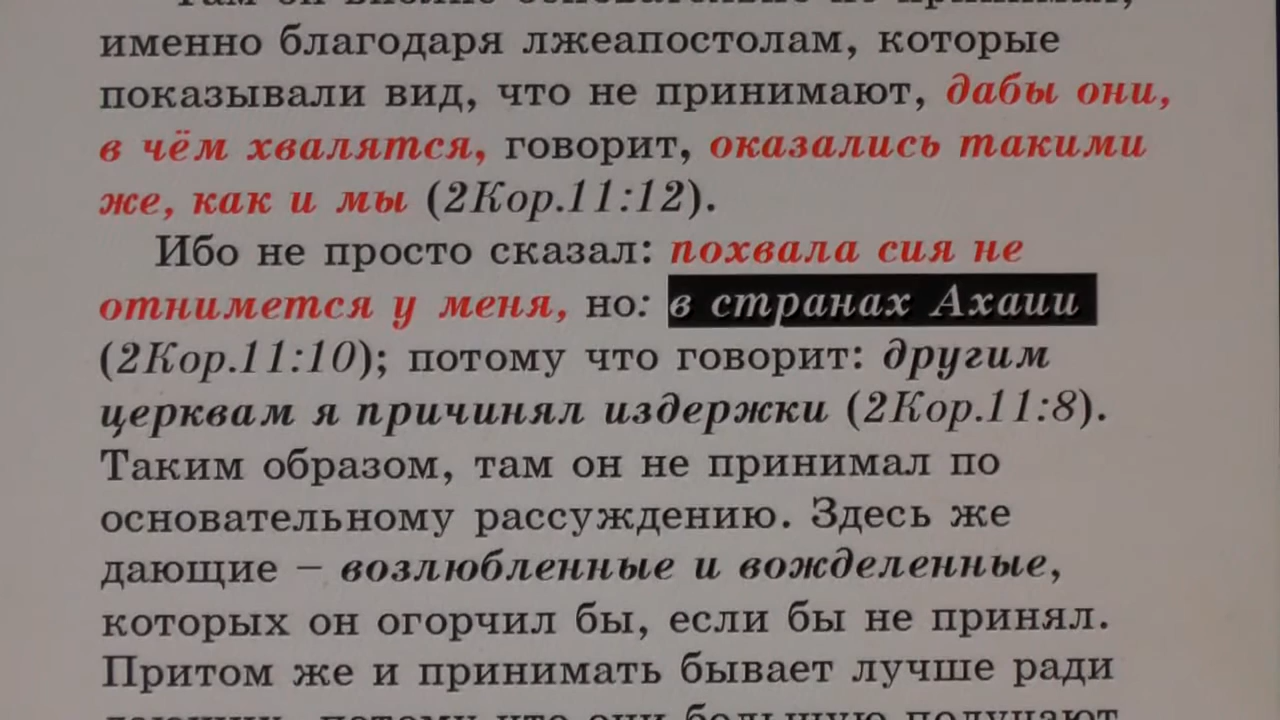 именно благодаря лжеапостолам, которые
показывали вид, что не принимают, дабы они,
в чём хвалятся, говорит, оказались такими
же, как и мы (2Кор.11:12).
Ибо не просто сказал: похвала сия не
отнимется у меня, но: в странах Ахаии
(2Кор.11:10); потому что говорит: другим
церквам я причинял издержки (2Кор.11:8).
Таким образом, там он не принимал по
основательному рассуждению. Здесь же
дающие – возлюбленные и вожделенные,
которых он огорчил бы, если бы не принял.
Притом же и принимать бывает лучше ради